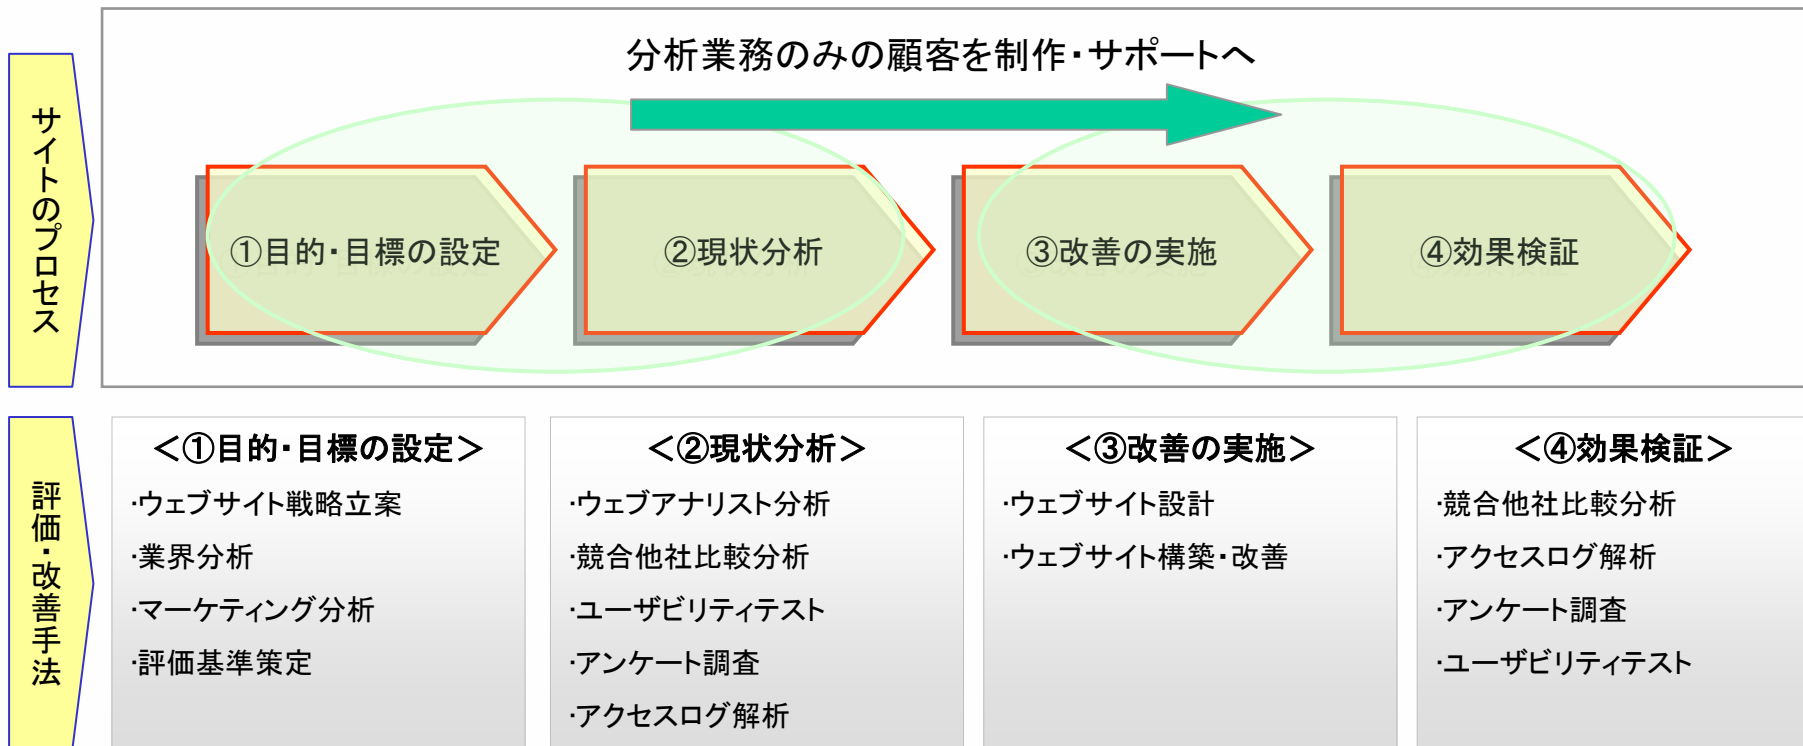 分析業務のみの顧客を制作・サポートへ
サイトのプロセス
①目的・目標の設定
②現状分析
③改善の実施
④効果検証
評価・改善手法
＜①目的・目標の設定＞
・ウェブサイト戦略立案
・業界分析
・マーケティング分析
・評価基準策定
＜②現状分析＞
・ウェブアナリスト分析
・競合他社比較分析
・ユーザビリティテスト
・アンケート調査
・アクセスログ解析
＜③改善の実施＞
・ウェブサイト設計
・ウェブサイト構築・改善
＜④効果検証＞
・競合他社比較分析
・アクセスログ解析
・アンケート調査
・ユーザビリティテスト